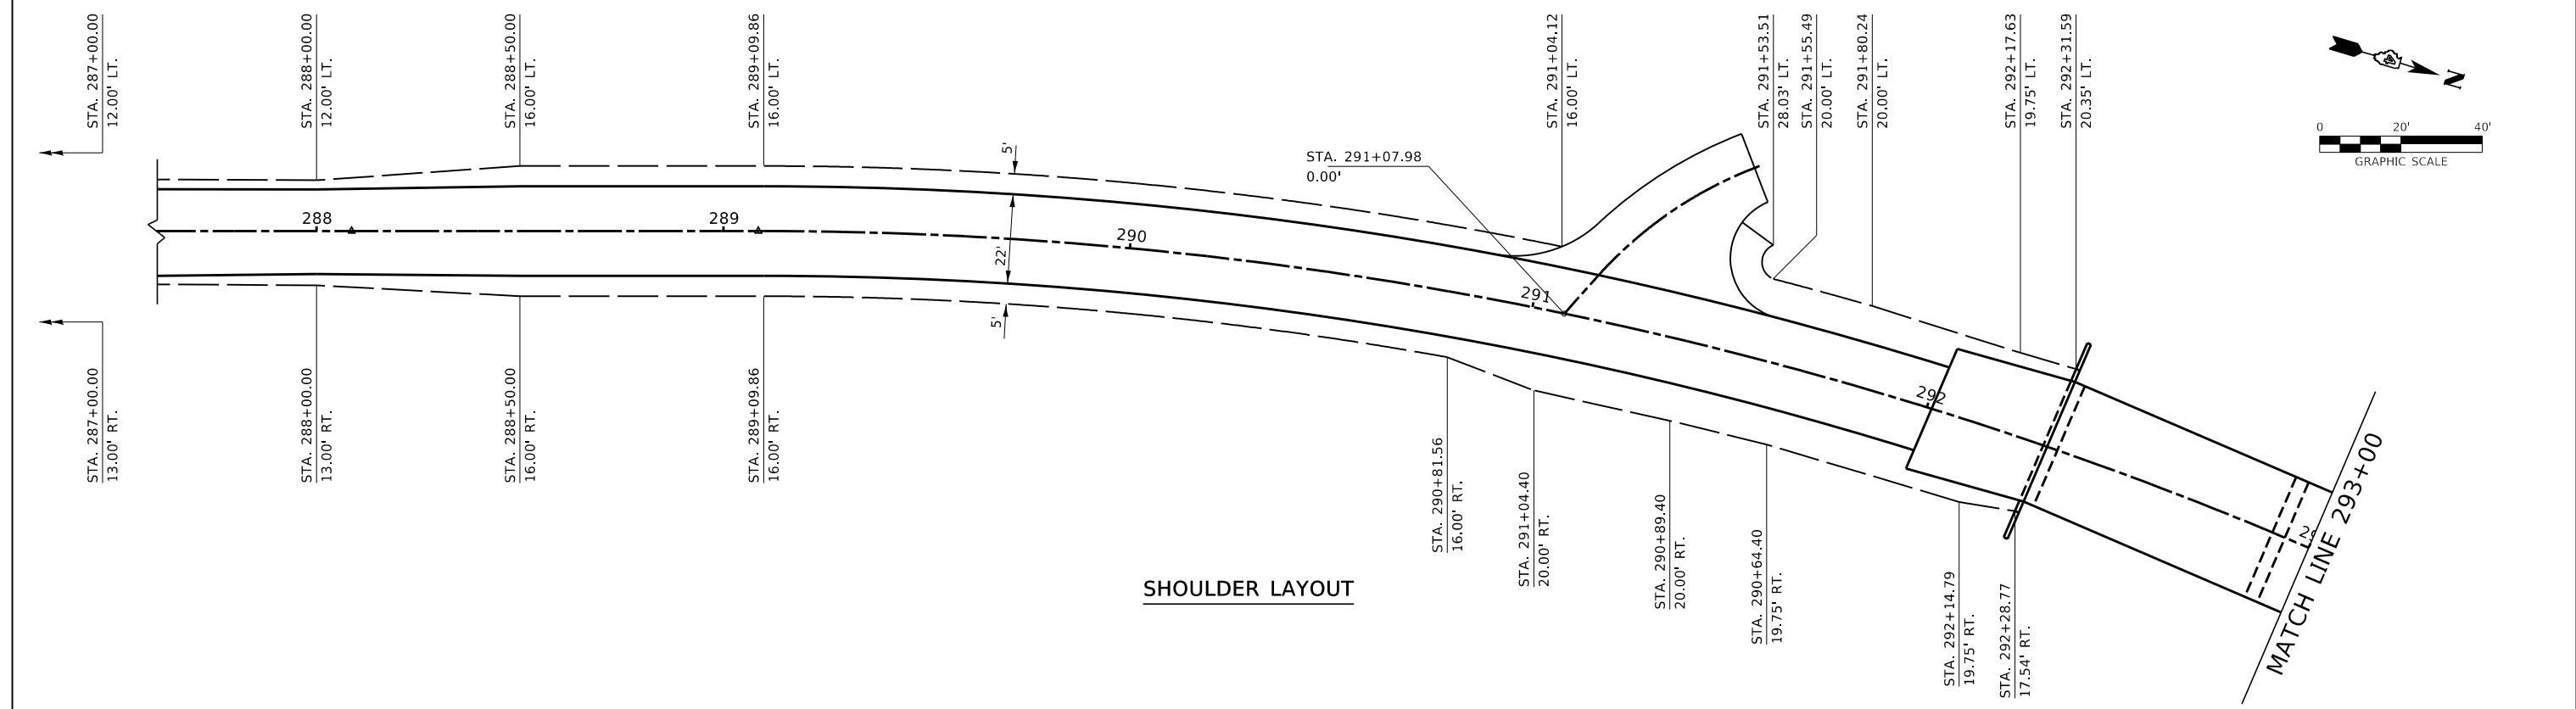 STA. 287+00.00
12.00' LT.
STA. 288+00.00
12.00' LT.
STA. 288+50.00
16.00' LT.
STA. 289+09.86
16.00' LT.
STA. 291+04.12
16.00' LT.
STA. 291+53.51
28.03' LT.
STA. 291+55.49
20.00' LT.
STA. 291+80.24
20.00' LT.
STA. 292+17.63
19.75' LT.
STA. 292+31.59
20.35' LT.
N
0 20' 40'
GRAPHIC SCALE
STA. 291+07.98
0.00'
5'
22'
5'
288
289
290
291
292
STA. 287+00.00
13.00' RT.
STA. 288+00.00
13.00' RT.
STA. 288+50.00
16.00' RT.
STA. 289+09.86
16.00' RT.
STA. 290+81.56
16.00' RT.
STA. 291+04.40
20.00' RT.
STA. 290+89.40
20.00' RT.
STA. 290+64.40
19.75' RT.
STA. 292+14.79
19.75' RT.
STA. 292+28.77
17.54' RT.
MATCH LINE 293+00
SHOULDER LAYOUT